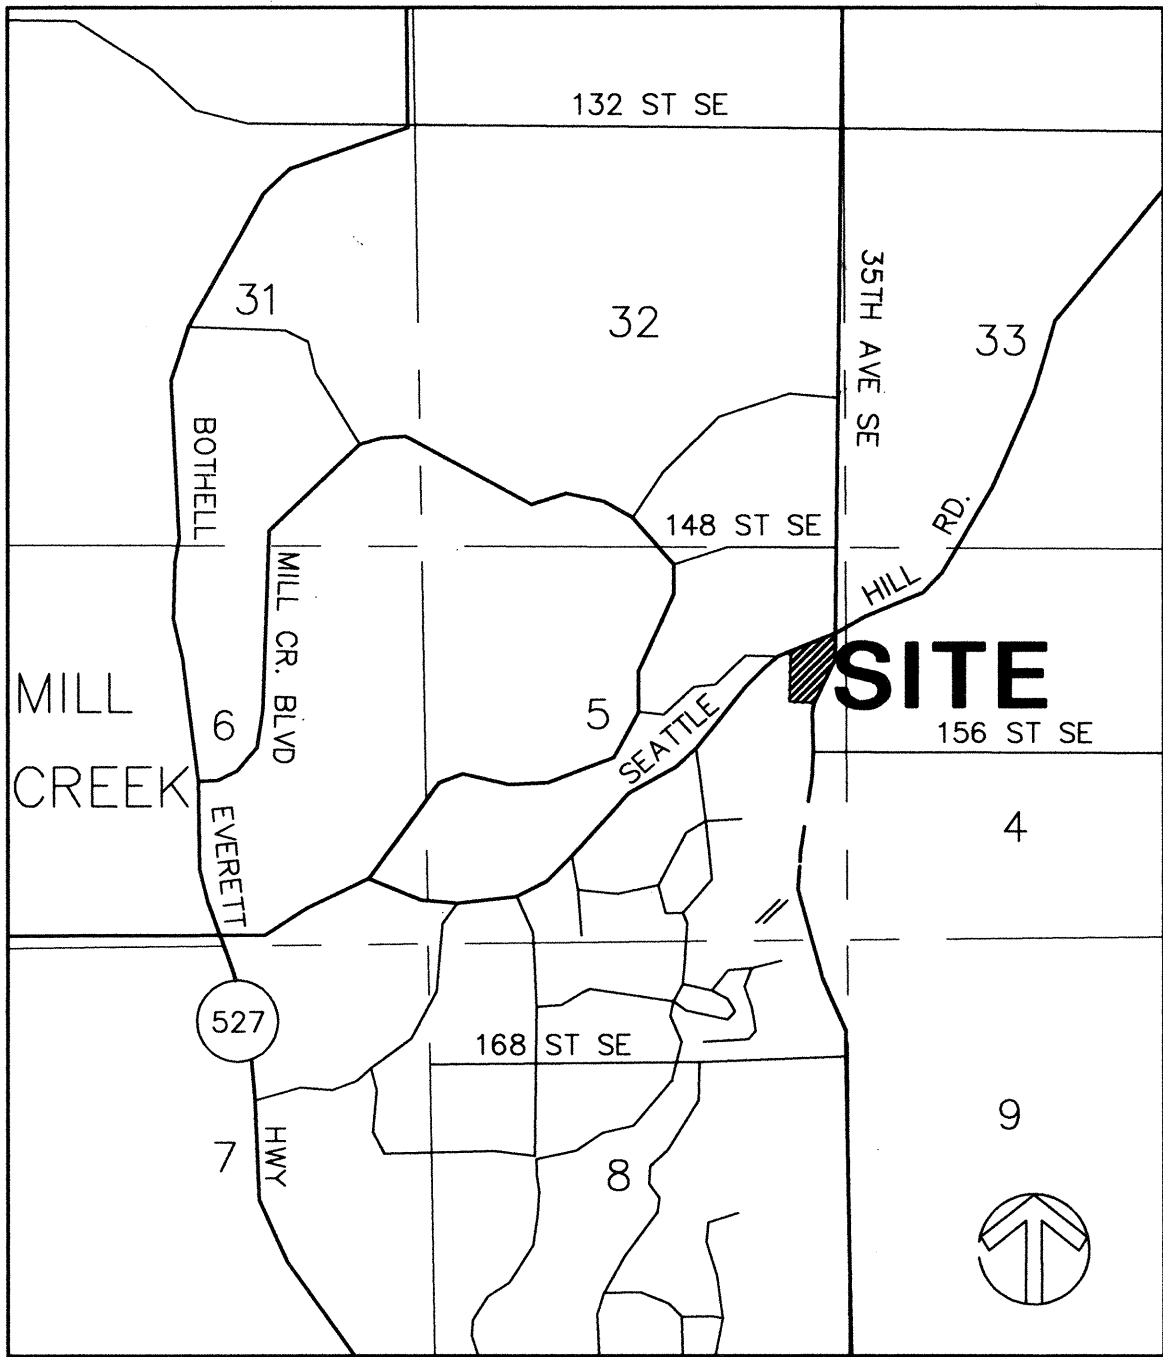 132 ST SE
31
32
33
35TH AVE SE
BOTHELL
148 ST SE
SEATTLE HILL RD.
MILL CR. BLVD
SITE
MILL
CREEK
6
5
156 ST SE
EVERETT
4
527
168 ST SE
7
HWY
8
9